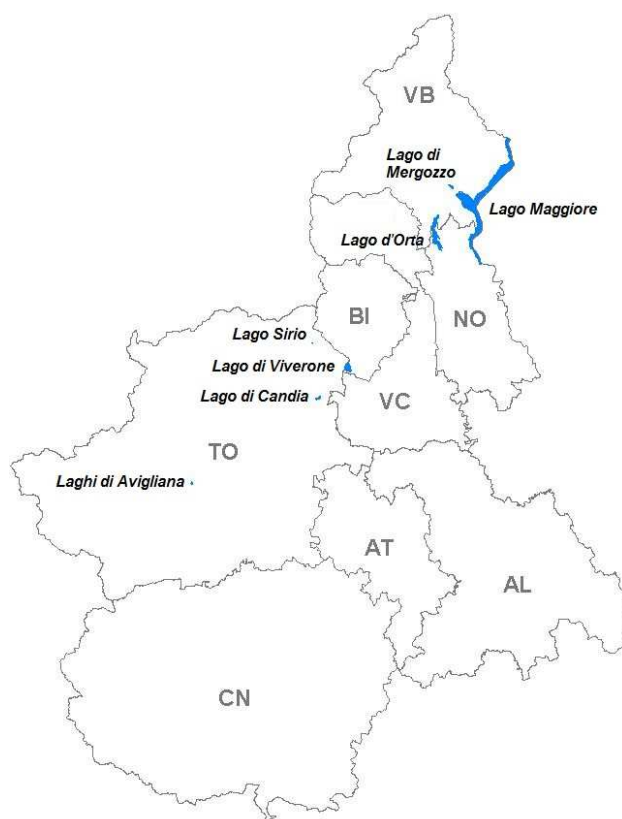 VB
Lago di
Mergozzo
Lago Maggiore
Lago d'Orta
BI
NO
Lago Sirio
Lago di Viverone
Lago di Candia
VC
TO
Laghi di Avigliana
AT
AL
CN